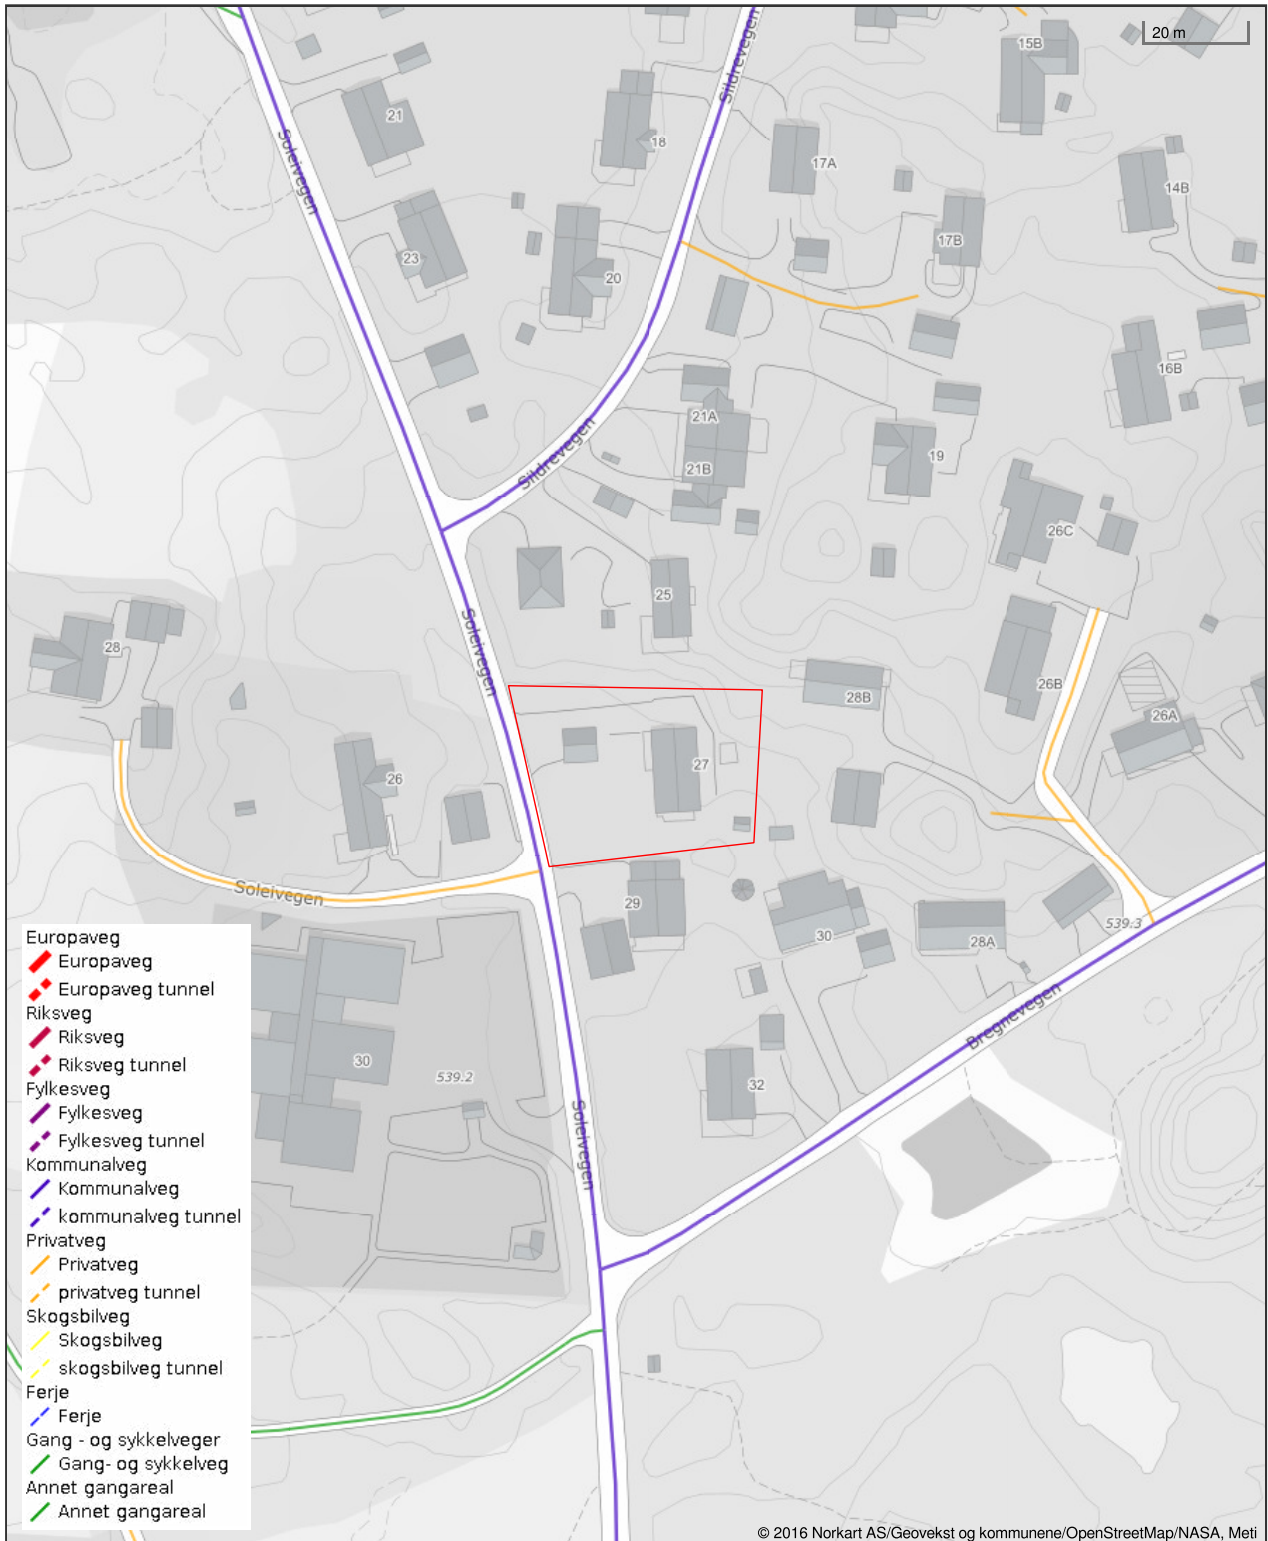 20 m
15B
Sildrevegen
21
18
17A
Soleivegen
14B
23
17B
20
16B
21A
19
Sildrevegen
21B
26C
25
Soleivegen
28
26B
28B
26A
27
26
Soleivegen
29
30
539.3
28A
Bregnevegen
30
539.2
32
Soleivegen
Europaveg
Europaveg
Europaveg tunnel
Riksveg
Riksveg
Riksveg tunnel
Fylkesveg
Fylkesveg
Fylkesveg tunnel
Kommunalveg
Kommunalveg
kommunalveg tunnel
Privatveg
Privatveg
privatveg tunnel
Skogsbilveg
Skogsbilveg
skogsbilveg tunnel
Ferje
Ferje
Gang - og sykkelveger
Gang- og sykkelveg
Annet gangareal
Annet gangareal
© 2016 Norkart AS/Geovekst og kommunene/OpenStreetMap/NASA, Meti